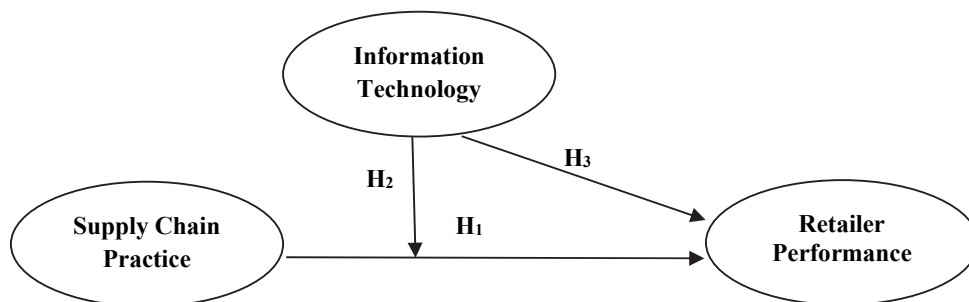 Information
Technology
H₃
H₂
H₁
Supply Chain
Practice
Retailer
Performance